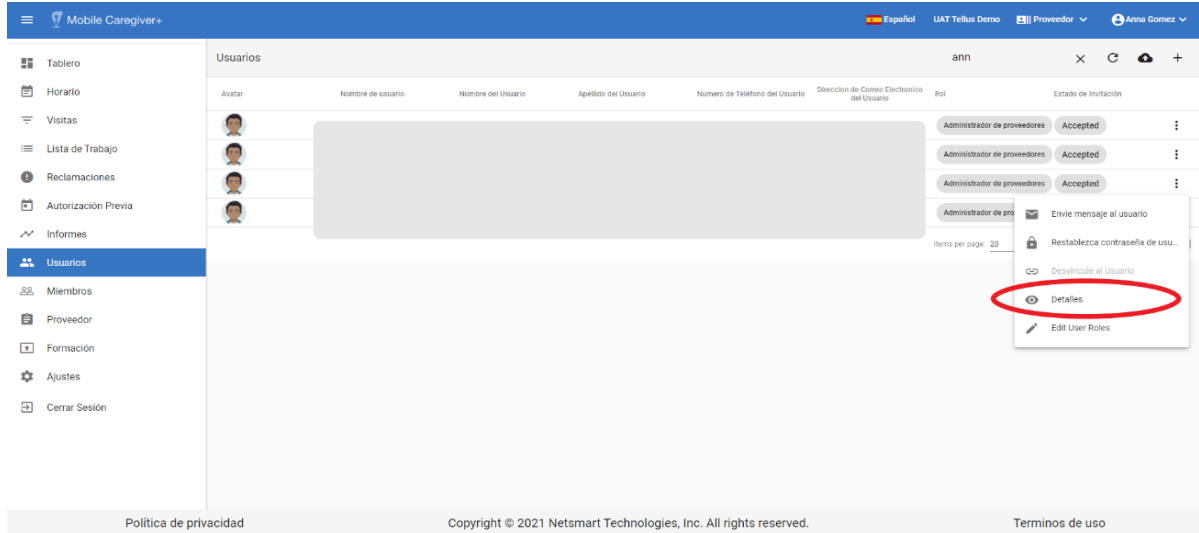 Mobile Caregiver+
Español UAT Tellus Demo Proveedor Anna Gomez
Tablero
Horario
Visitas
Lista de Trabajo
Reclamaciones
Autorización Previa
Informes
Usuarios
Miembros
Proveedor
Formación
Ajustes
Cerrar Sesión
Usuarios ann
Avatar Nombre de usuario Nombre del Usuario Apellido del Usuario Numero de Teléfono del Usuario Direccion de Correo Electronico del Usuario Rol Estado de Invitación
Administrador de proveedores Accepted
Administrador de proveedores Accepted
Administrador de proveedores Accepted
Administrador de pro
Items per page: 20
Envie mensaje al usuario
Restablezca contraseña de usu...
Desvincule al Usuario
Detalles
Edit User Roles
Política de privacidad Copyright © 2021 Netsmart Technologies, Inc. All rights reserved. Terminos de uso